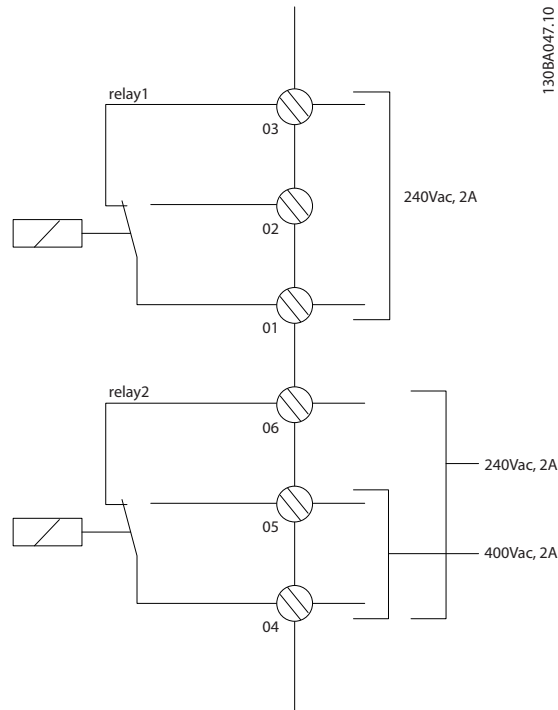 130BA047.10
relay1
03
02
240Vac, 2A
01
relay2
06
240Vac, 2A
05
400Vac, 2A
04